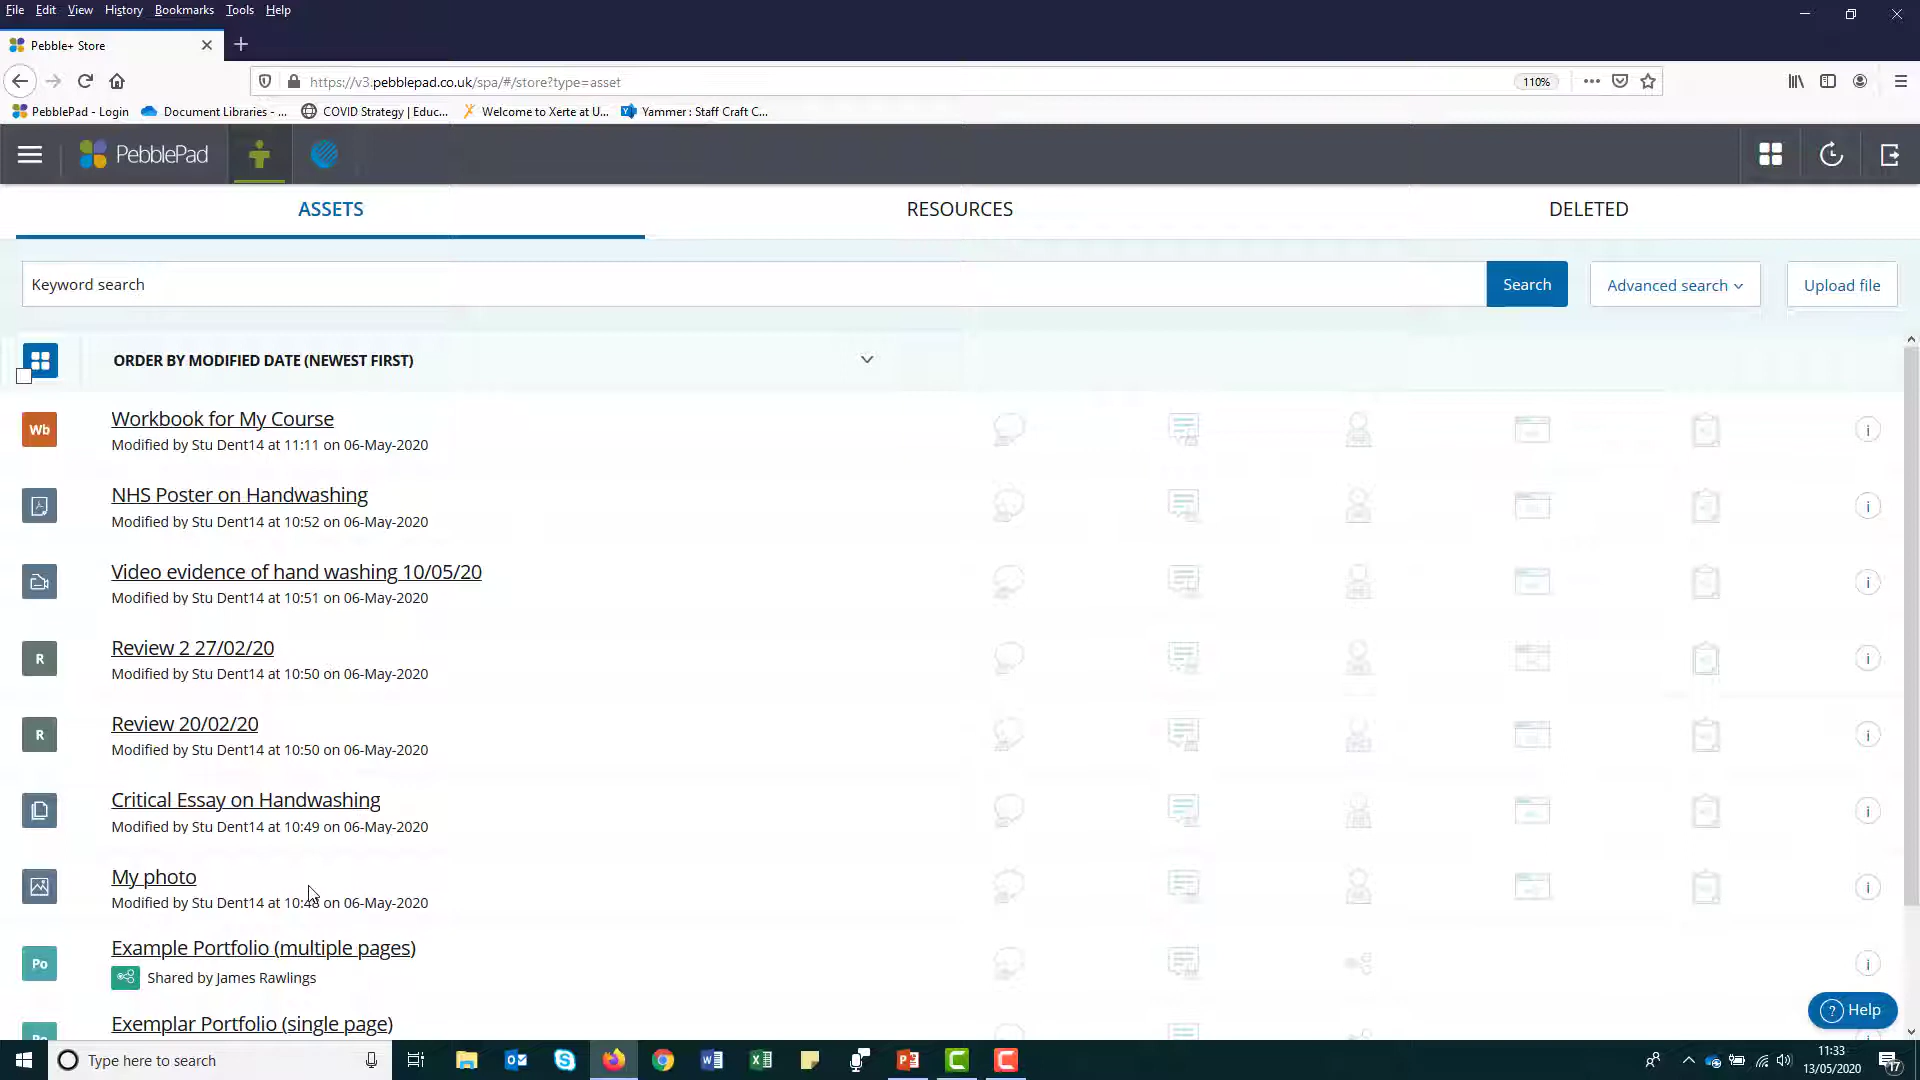 File Edit View History Bookmarks Tools Help
Pebble+ Store
https://v3.pebblepad.co.uk/spa/#/store?type=asset
110%
PebblePad - Login
Document Libraries - ...
COVID Strategy | Educ...
Welcome to Xerte at U...
Yammer : Staff Craft C...
PebblePad
ASSETS RESOURCES DELETED
Keyword search
Search
Advanced search
Upload file
ORDER BY MODIFIED DATE (NEWEST FIRST)
Wb Workbook for My Course i
Modified by Stu Dent14 at 11:11 on 06-May-2020
NHS Poster on Handwashing i
Modified by Stu Dent14 at 10:52 on 06-May-2020
Video evidence of hand washing 10/05/20 i
Modified by Stu Dent14 at 10:51 on 06-May-2020
R Review 2 27/02/20 i
Modified by Stu Dent14 at 10:50 on 06-May-2020
R Review 20/02/20 i
Modified by Stu Dent14 at 10:50 on 06-May-2020
Critical Essay on Handwashing i
Modified by Stu Dent14 at 10:49 on 06-May-2020
My photo i
Modified by Stu Dent14 at 10:48 on 06-May-2020
Po Example Portfolio (multiple pages) i
Shared by James Rawlings
? Help
Exemplar Portfolio (single page)
Type here to search
11:33
13/05/2020
17